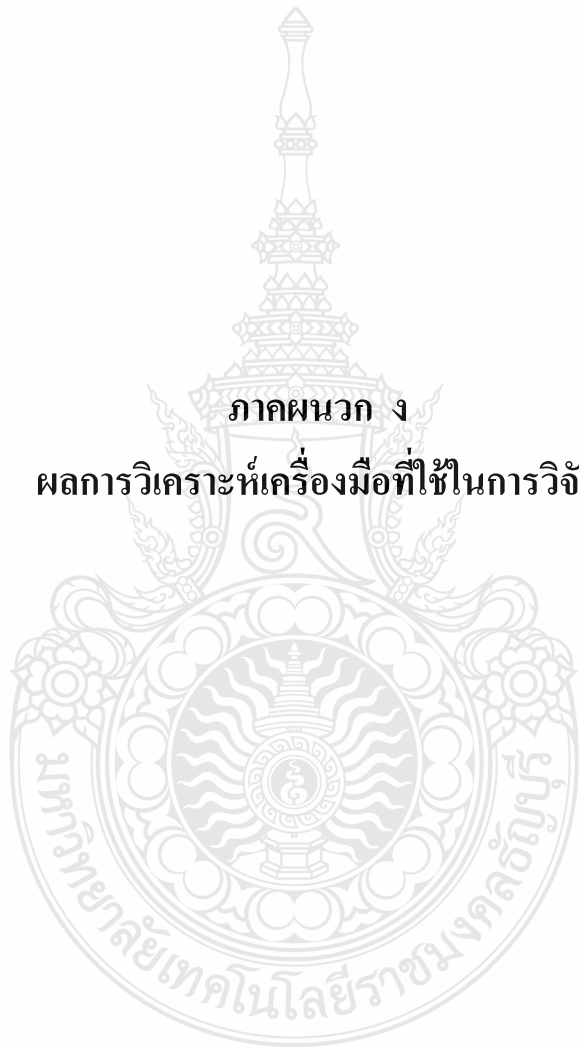 ภาคผนวก ง
ผลการวิเคราะห์เครื่องมือที่ใช้ในการวิจั
มหาวิทยาลัยเทคโนโลยีราชมงคลธัญบุรี